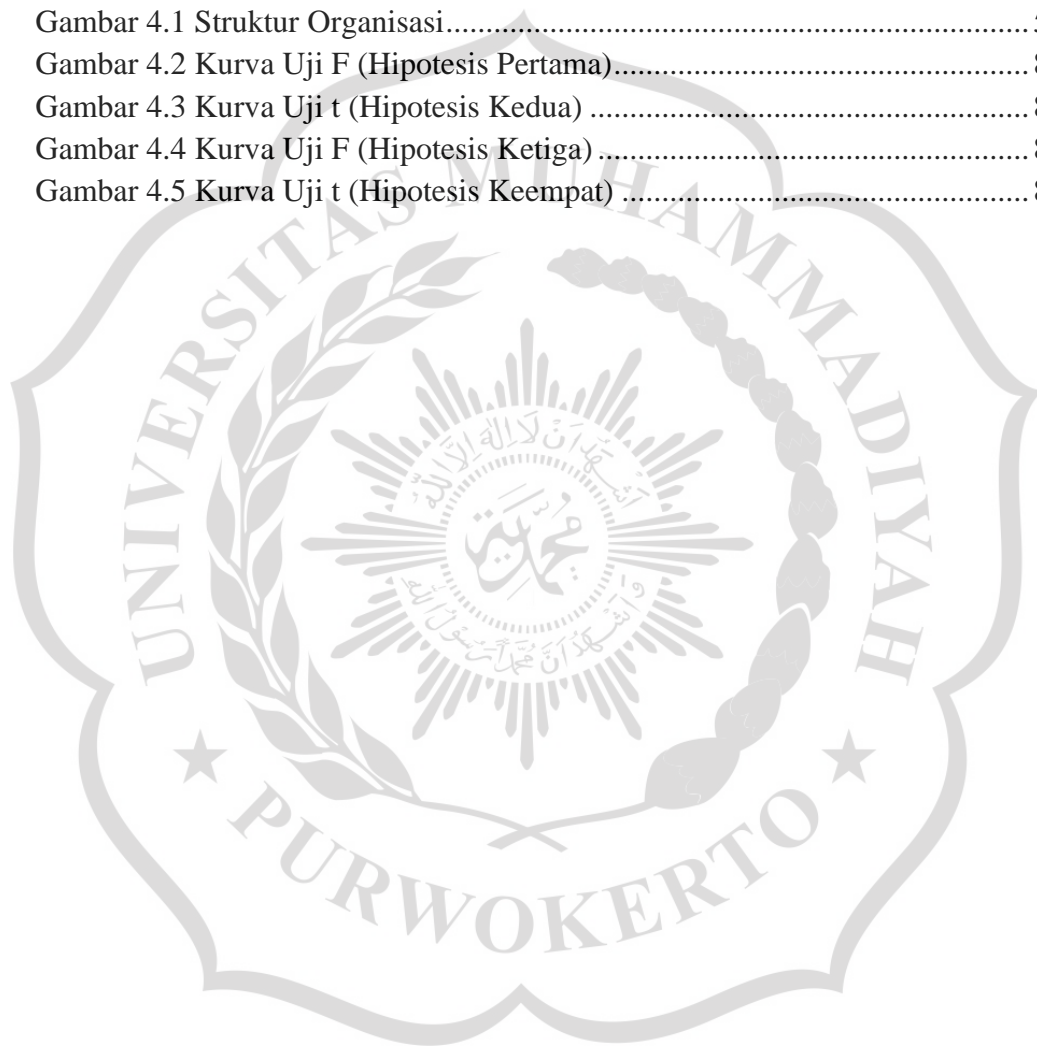 Gambar 4.1 Struktur Organisasi
Gambar 4.2 Kurva Uji F (Hipotesis Pertama)
Gambar 4.3 Kurva Uji t (Hipotesis Kedua)
Gambar 4.4 Kurva Uji F (Hipotesis Ketiga)
Gambar 4.5 Kurva Uji t (Hipotesis Keempat)
UNIVERSITAS MUHAMMADIYAH
PURWOKERTO